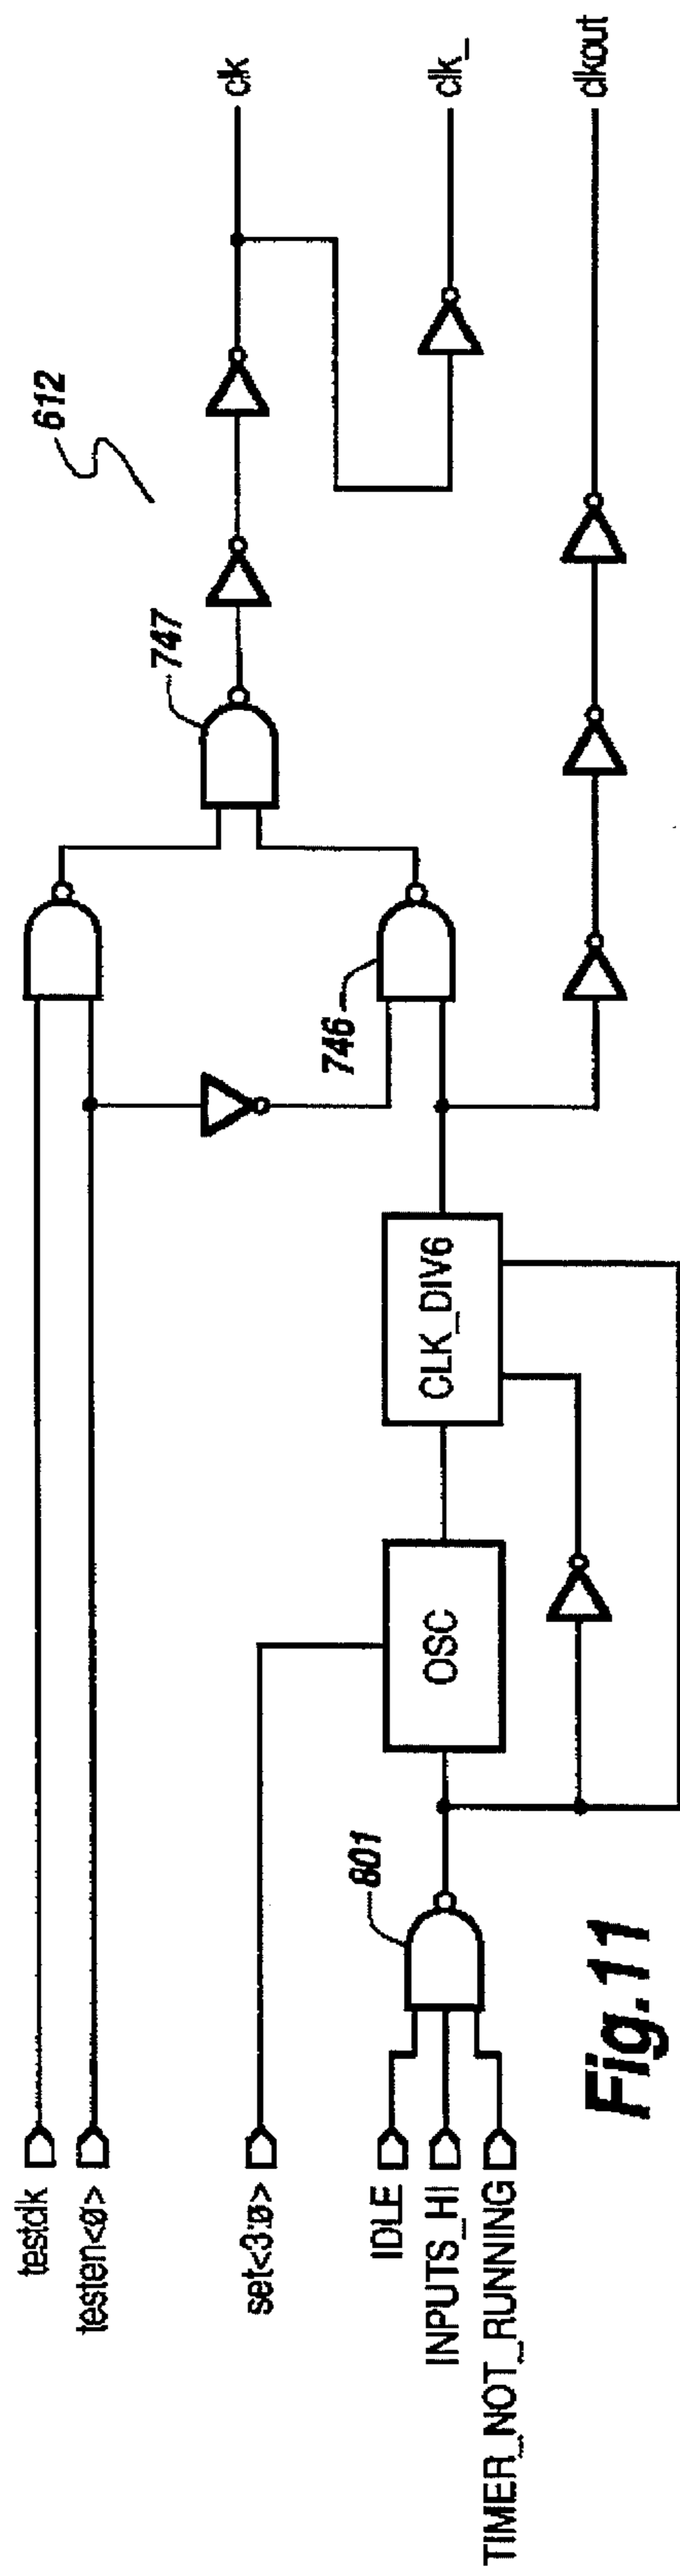 testclk
testen<0>
set<3:0>
IDLE
INPUTS_HI
TIMER_NOT_RUNNING
801
OSC
CLK_DIV6
746
747
612
clk
clk_
clkout
Fig.11